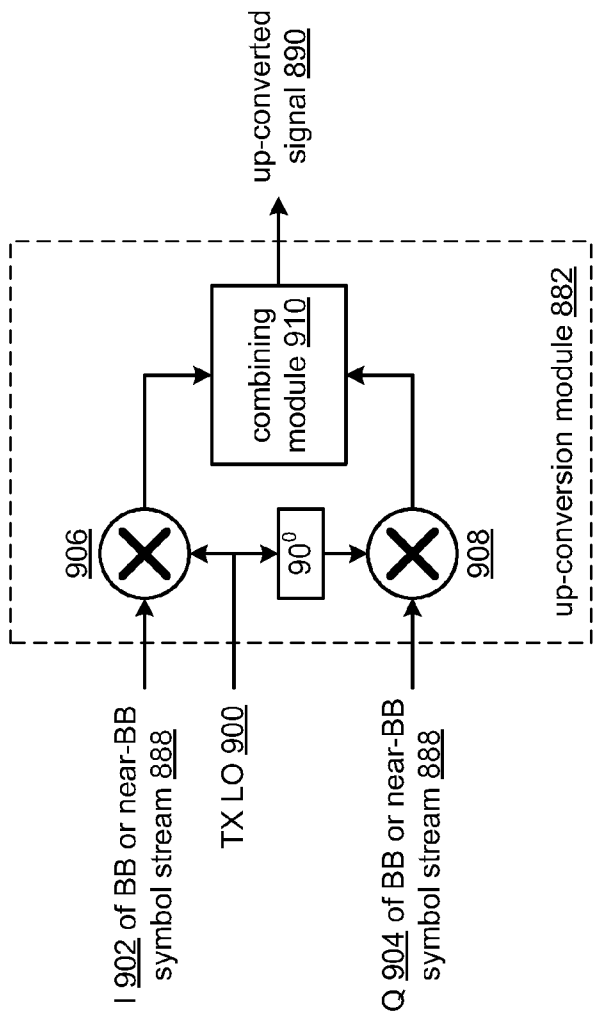 I 902 of BB or near-BB
symbol stream 888
TX LO 900
Q 904 of BB or near-BB
symbol stream 888
906
90⁰
908
combining
module 910
up-conversion module 882
up-converted
signal 890